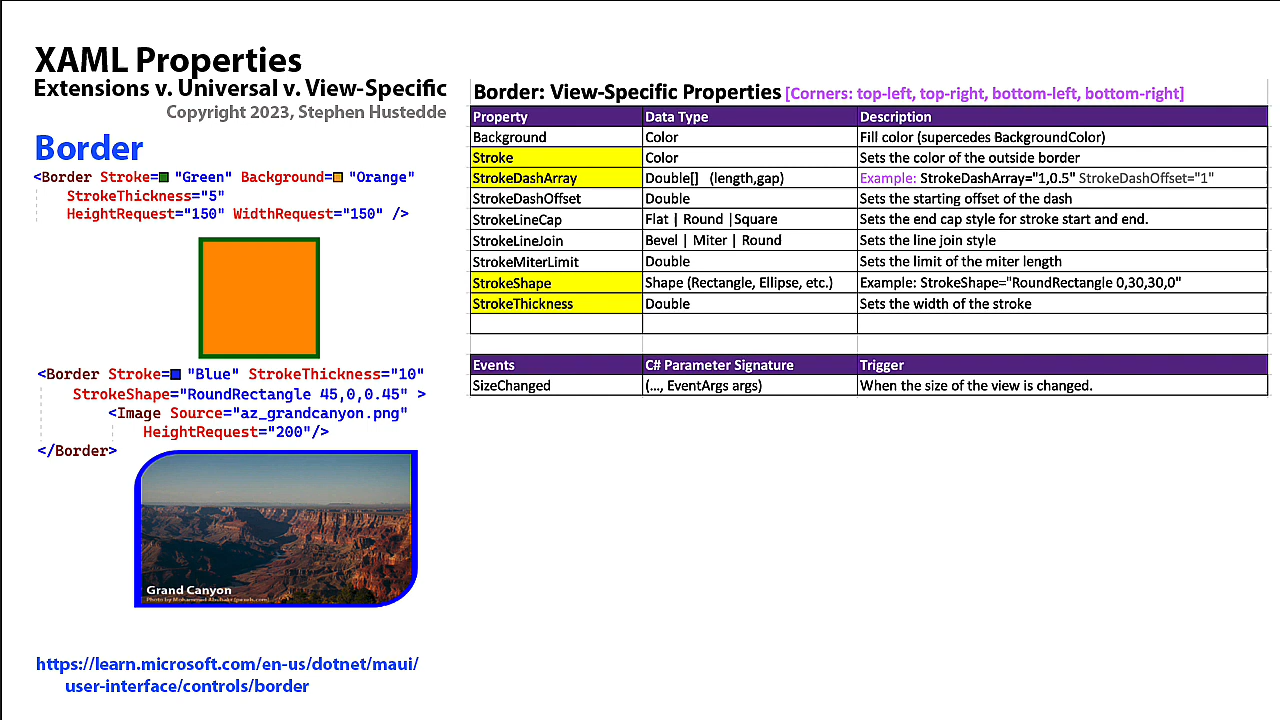 XAML Properties
Extensions v. Universal v. View-Specific
Copyright 2023, Stephen Hustedde
Border
<Border Stroke="Green" Background="Orange"
StrokeThickness="5"
HeightRequest="150" WidthRequest="150" />
<Border Stroke="Blue" StrokeThickness="10"
StrokeShape="RoundRectangle 45,0,0.45" >
<Image Source="az_grandcanyon.png"
HeightRequest="200"/>
</Border>
Grand Canyon
Photo by Mohammed Abubakr (pexels.com)
https://learn.microsoft.com/en-us/dotnet/maui/
user-interface/controls/border
Border: View-Specific Properties [Corners: top-left, top-right, bottom-left, bottom-right]
Property Data Type Description
Background Color Fill color (supercedes BackgroundColor)
Stroke Color Sets the color of the outside border
StrokeDashArray Double[] (length,gap) Example: StrokeDashArray="1,0.5" StrokeDashOffset="1"
StrokeDashOffset Double Sets the starting offset of the dash
StrokeLineCap Flat | Round |Square Sets the end cap style for stroke start and end.
StrokeLineJoin Bevel | Miter | Round Sets the line join style
StrokeMiterLimit Double Sets the limit of the miter length
StrokeShape Shape (Rectangle, Ellipse, etc.) Example: StrokeShape="RoundRectangle 0,30,30,0"
StrokeThickness Double Sets the width of the stroke
Events C# Parameter Signature Trigger
SizeChanged (..., EventArgs args) When the size of the view is changed.